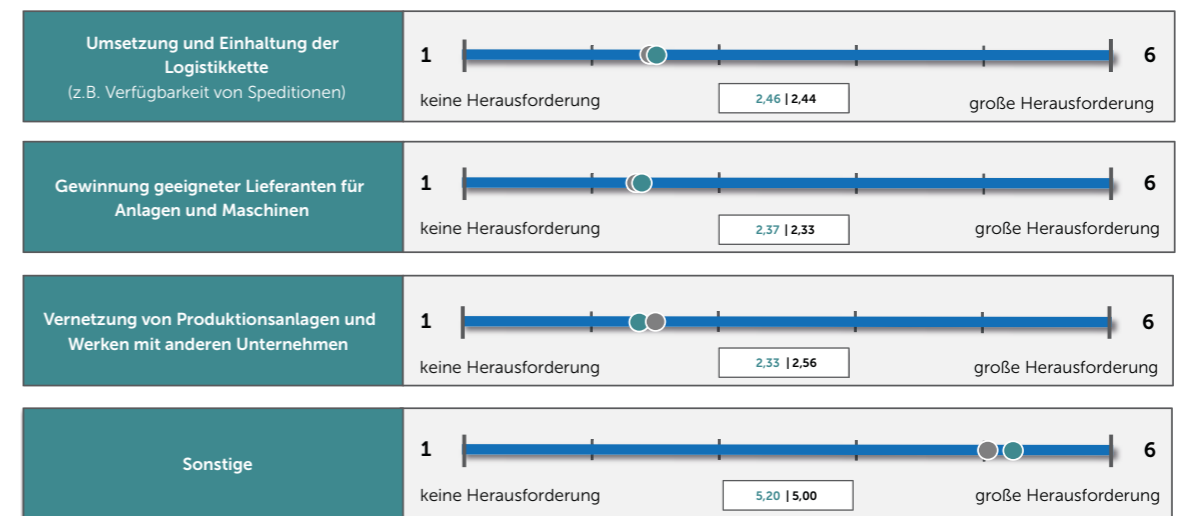 Umsetzung und Einhaltung der
Logistikkette
(z.B. Verfügbarkeit von Speditionen)
1
6
keine Herausforderung
2,46 | 2,44
große Herausforderung
Gewinnung geeigneter Lieferanten für
Anlagen und Maschinen
1
6
keine Herausforderung
2,37 | 2,33
große Herausforderung
Vernetzung von Produktionsanlagen und
Werken mit anderen Unternehmen
1
6
keine Herausforderung
2,33 | 2,56
große Herausforderung
Sonstige
1
6
keine Herausforderung
5,20 | 5,00
große Herausforderung